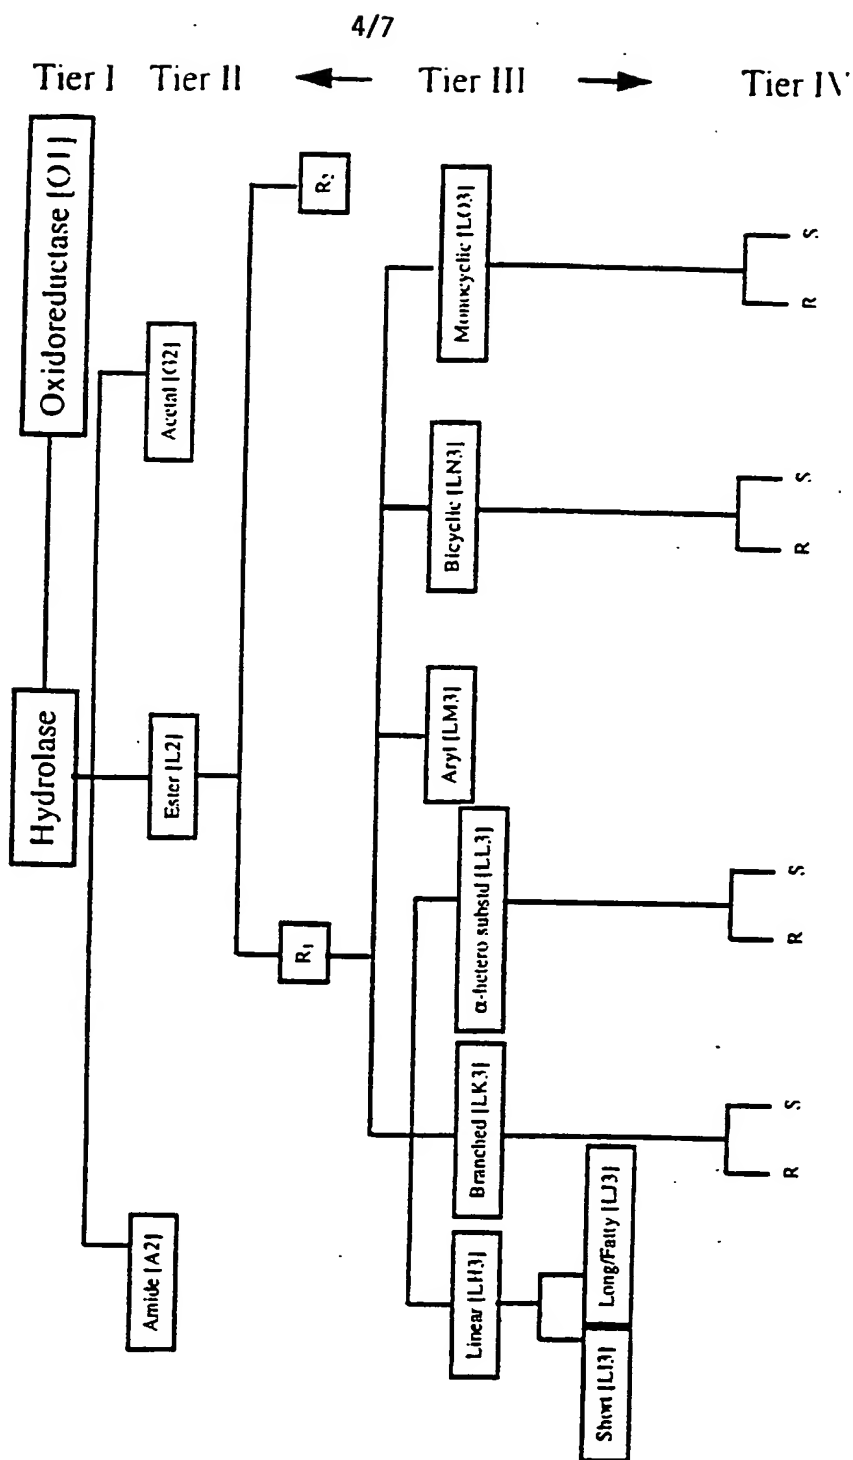 4/7
Tier I
Tier II
Tier III
Tier IV
Hydrolase
Oxidoreductase [O1]
Amide [A2]
Ester [L2]
Acetal [G2]
R1
R2
Linear [LH3]
Branched [LK3]
α-hetero substd [LL3]
Aryl [LM3]
Bicyclic [LN3]
Monocyclic [LO3]
Short [LI3]
Long/Fatty [LJ3]
R
S
R
S
R
S
R
S